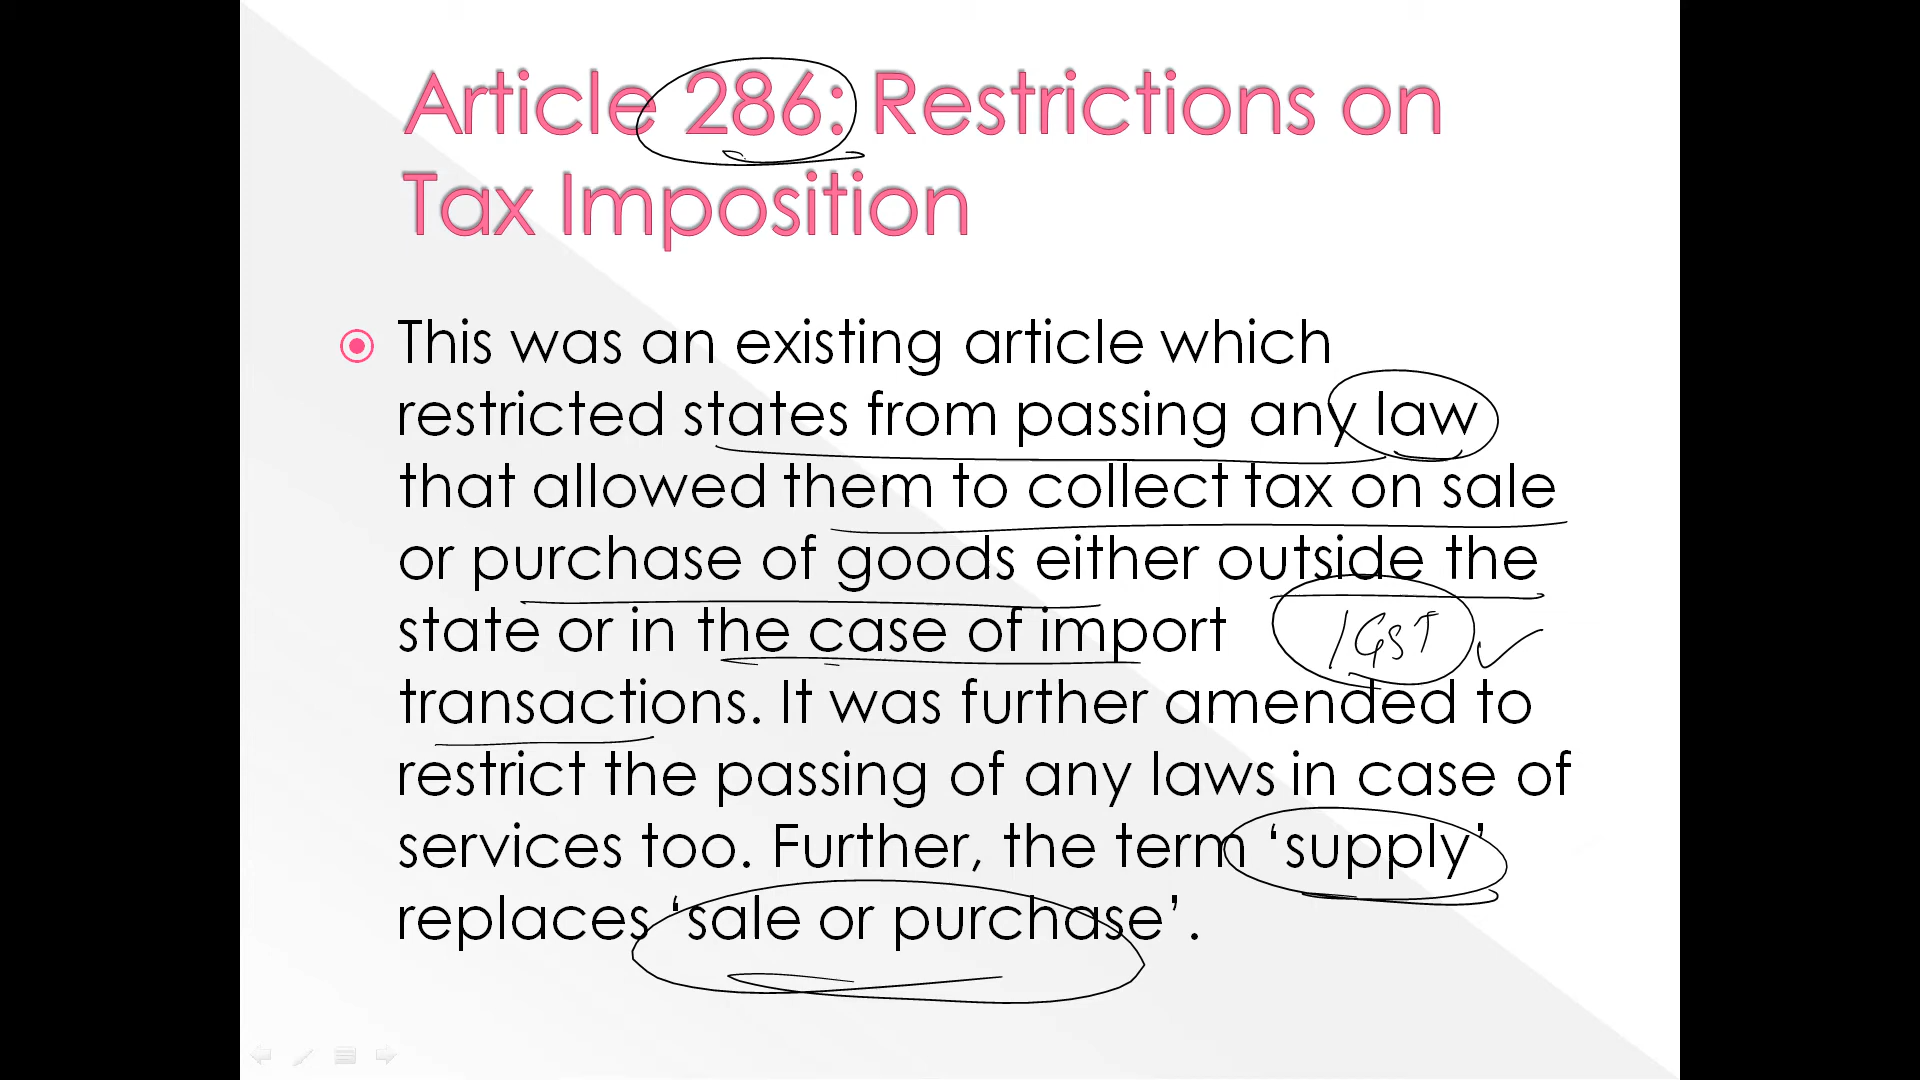 Article 286: Restrictions on
Tax Imposition
This was an existing article which
restricted states from passing any law
that allowed them to collect tax on sale
or purchase of goods either outside the
state or in the case of import
IGST
transactions. It was further amended to
restrict the passing of any laws in case of
services too. Further, the term ‘supply’
replaces ‘sale or purchase’.